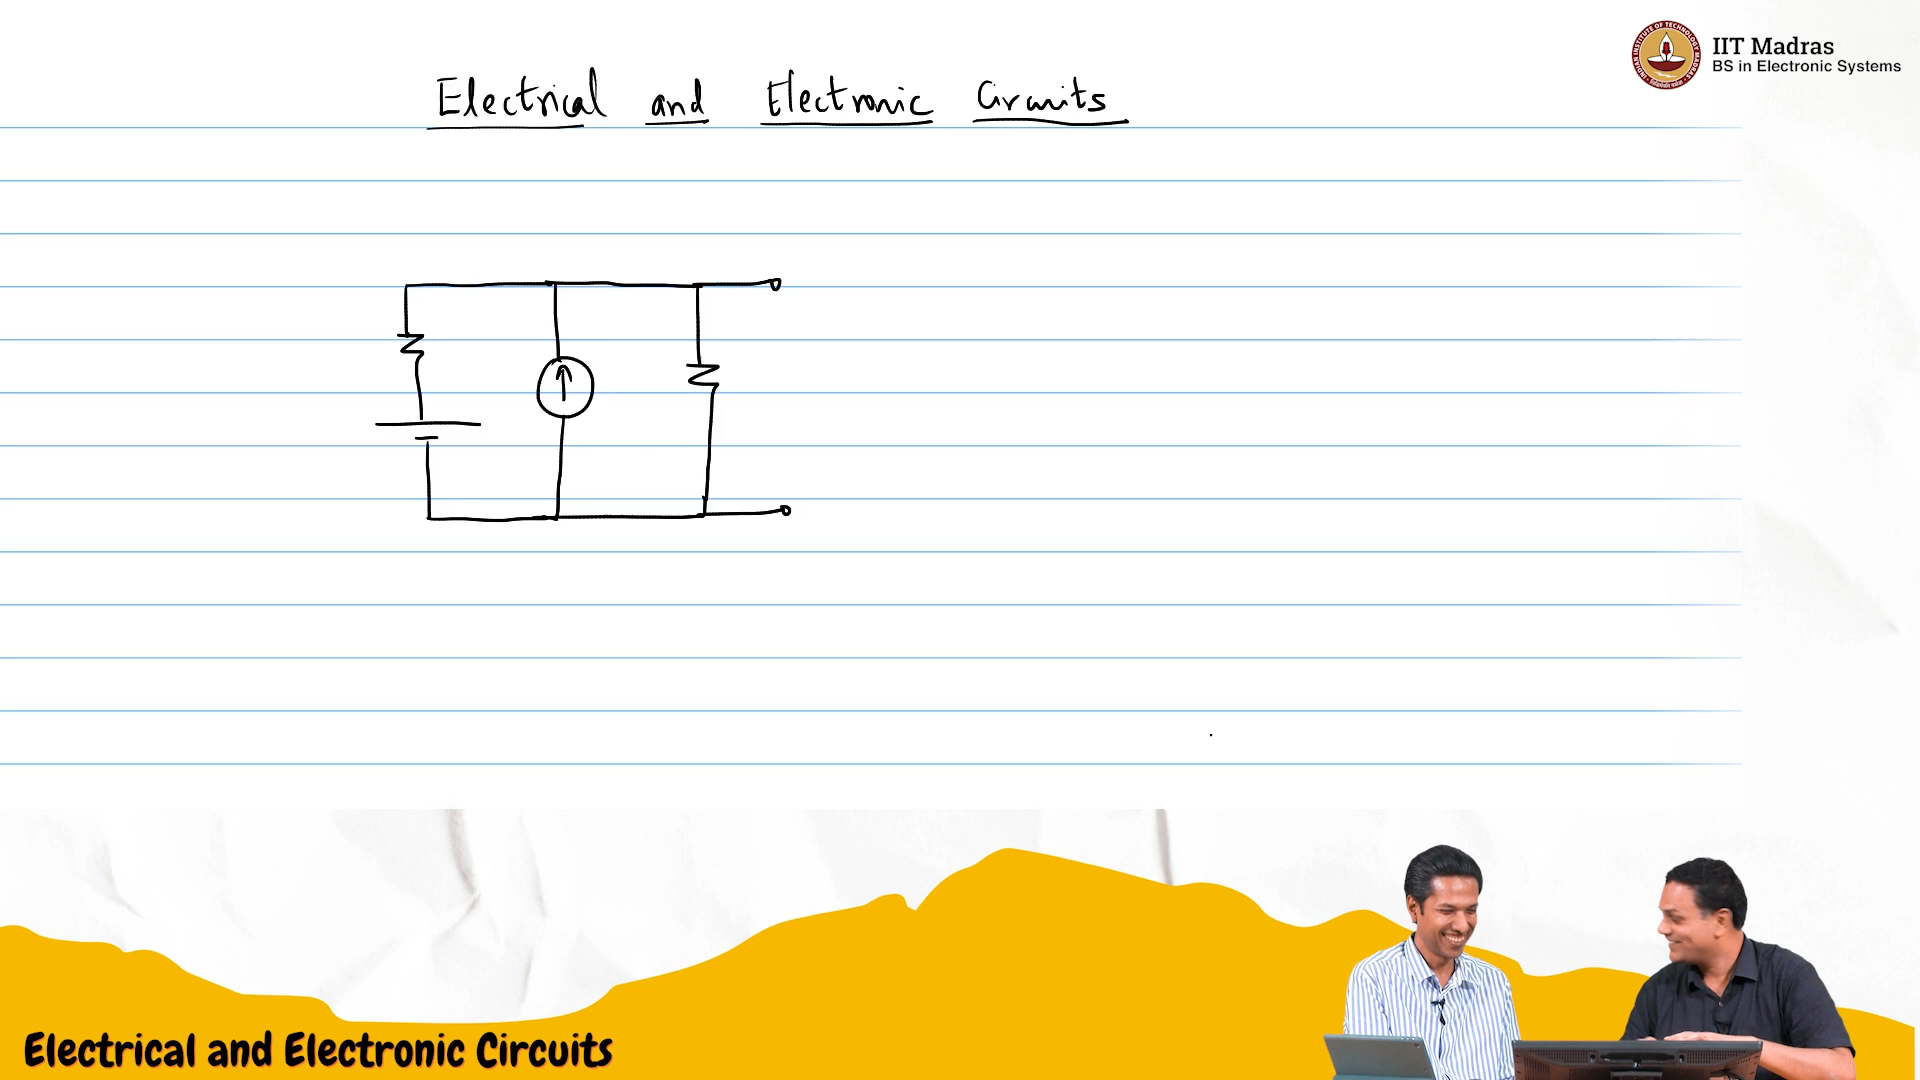 IIT Madras
BS in Electronic Systems
Electrical and Electronic Circuits
Electrical and Electronic Circuits